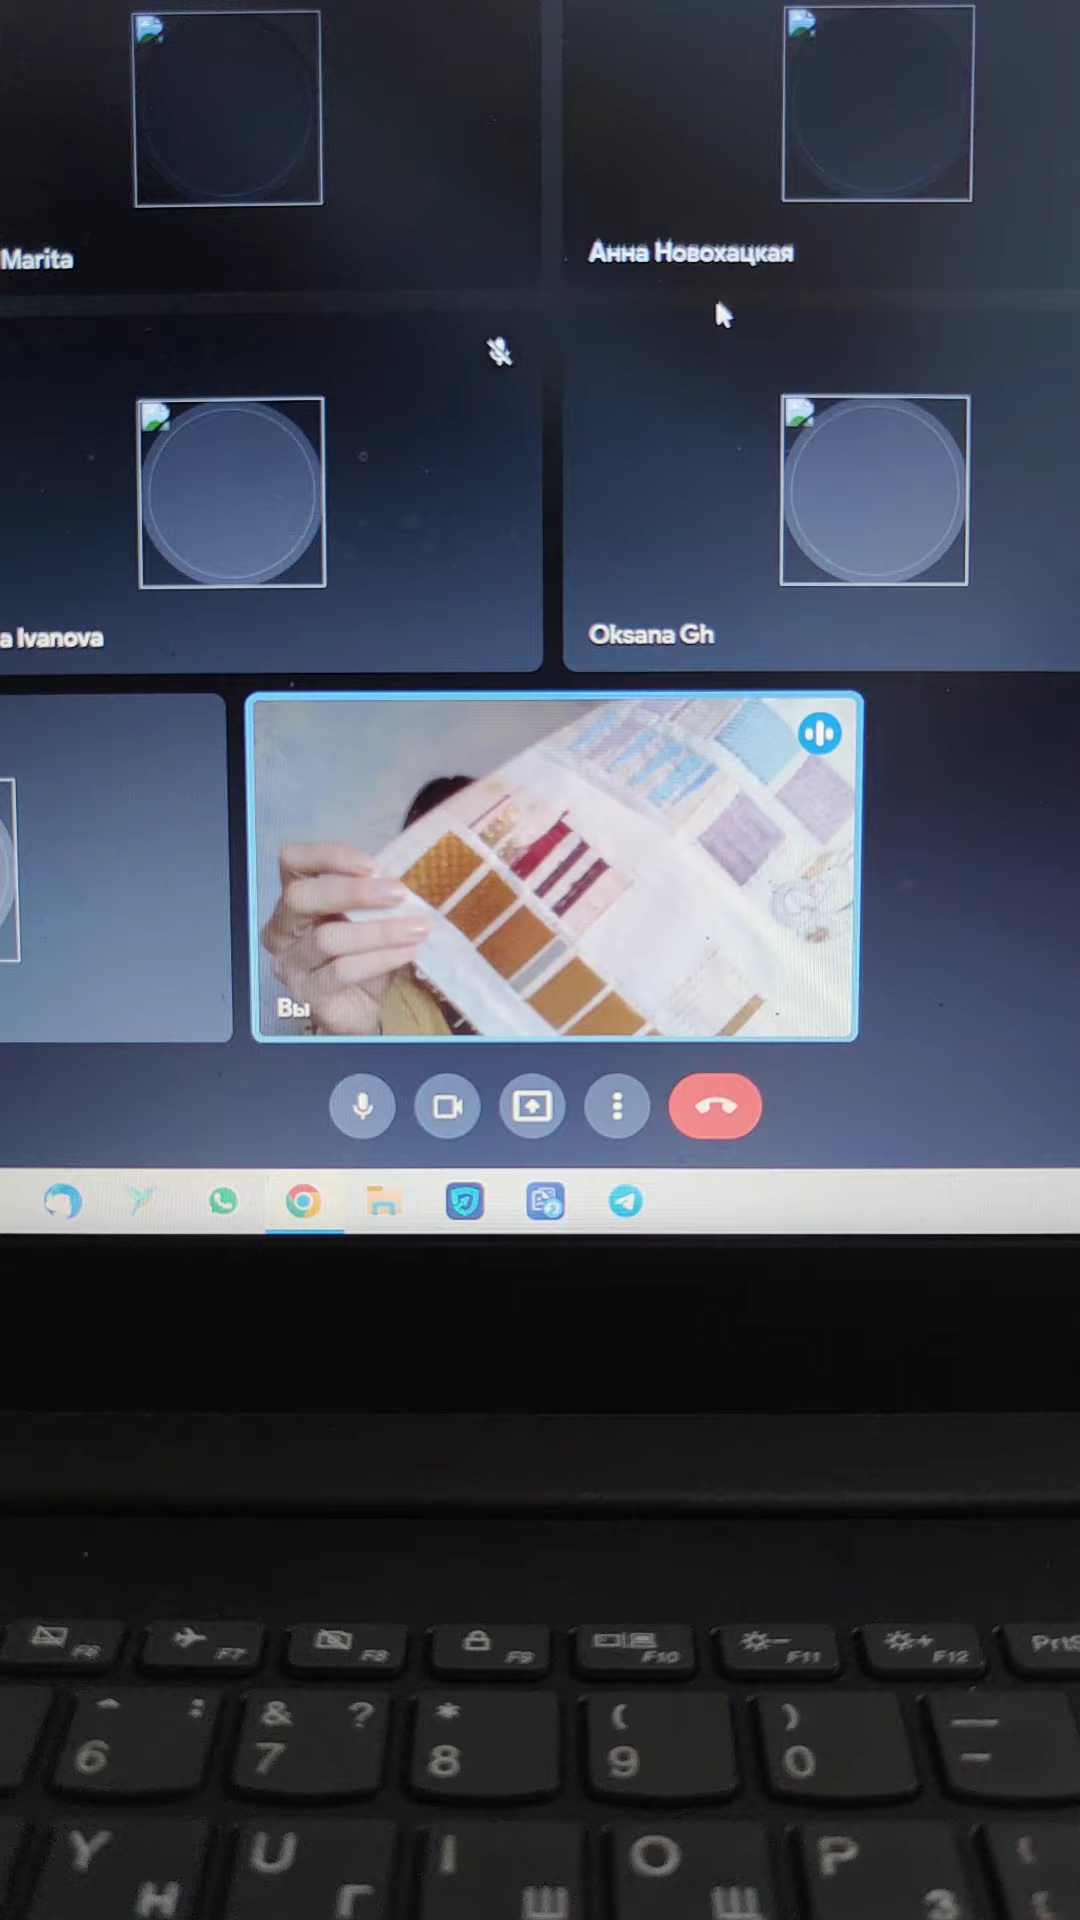 Marita
Анна Новохацкая
a Ivanova
Oksana Gh
Вы
F6 F7 F8 F9 F10 F11 F12 PrtS
^ : & ? * ( ) —
6 7 8 9 0 -
Y U I O P
Н Г Ш Щ З